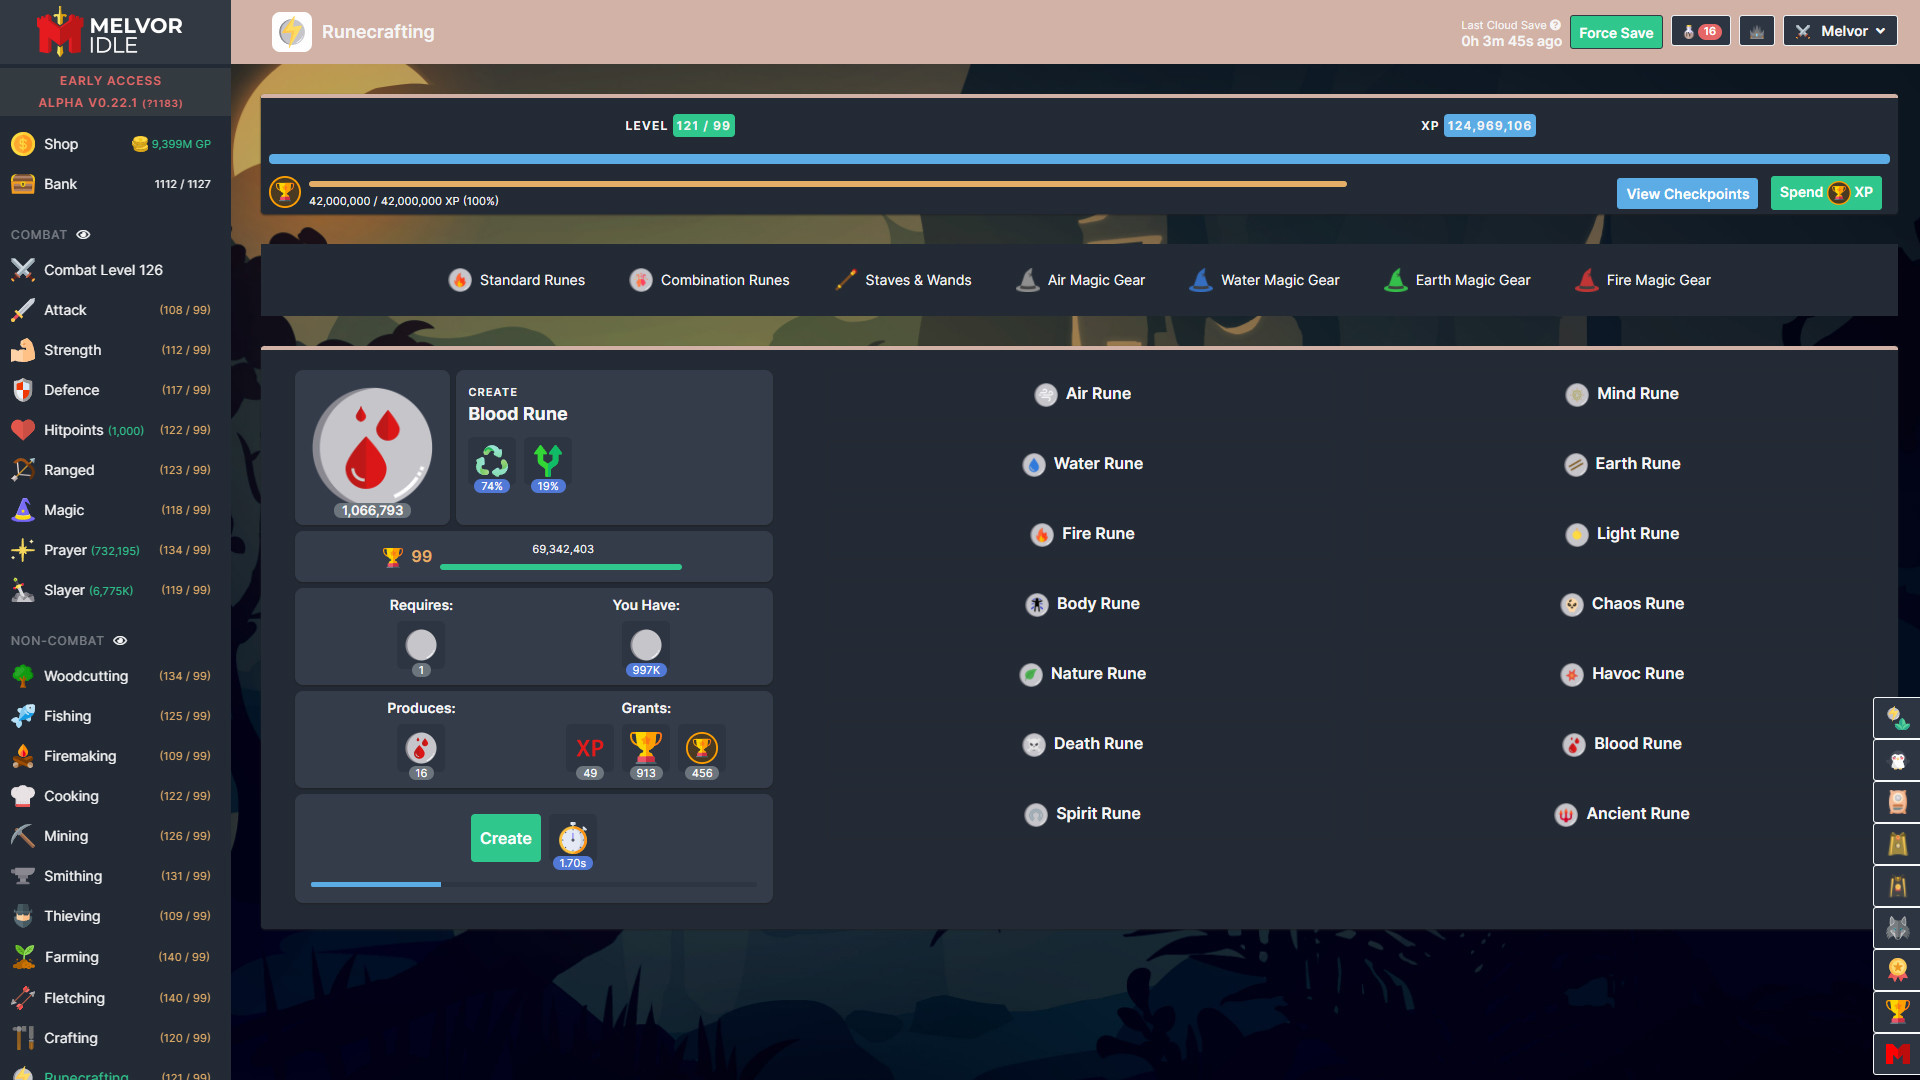 MELVOR
IDLE
EARLY ACCESS
ALPHA V0.22.1 (?1183)
Shop 9,399M GP
Bank 1112 / 1127
COMBAT
Combat Level 126
Attack (108 / 99)
Strength (112 / 99)
Defence (117 / 99)
Hitpoints (1,000) (122 / 99)
Ranged (123 / 99)
Magic (118 / 99)
Prayer (732,195) (134 / 99)
Slayer (6,775K) (119 / 99)
NON-COMBAT
Woodcutting (134 / 99)
Fishing (125 / 99)
Firemaking (109 / 99)
Cooking (122 / 99)
Mining (126 / 99)
Smithing (131 / 99)
Thieving (109 / 99)
Farming (140 / 99)
Fletching (140 / 99)
Crafting (120 / 99)
Runecrafting (121 / 99)
Runecrafting
Last Cloud Save ?
0h 3m 45s ago
Force Save
16
Melvor
LEVEL 121 / 99
XP 124,969,106
42,000,000 / 42,000,000 XP (100%)
View Checkpoints
Spend XP
Standard Runes
Combination Runes
Staves & Wands
Air Magic Gear
Water Magic Gear
Earth Magic Gear
Fire Magic Gear
1,066,793
CREATE
Blood Rune
74% 19%
99
69,342,403
Requires: You Have:
1 997K
Produces: Grants:
XP
16 49 913 456
Create
1.70s
Air Rune
Mind Rune
Water Rune
Earth Rune
Fire Rune
Light Rune
Body Rune
Chaos Rune
Nature Rune
Havoc Rune
Death Rune
Blood Rune
Spirit Rune
Ancient Rune